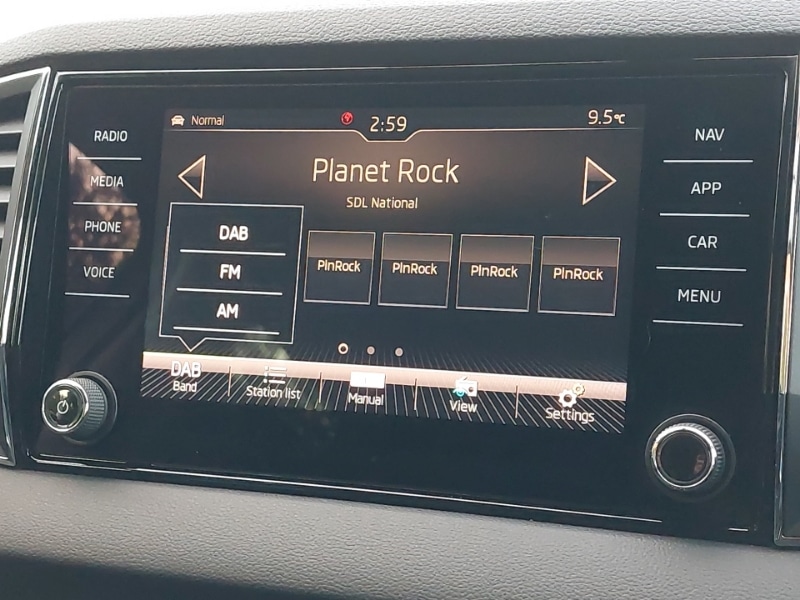 RADIO
MEDIA
PHONE
VOICE
Normal
2:59
9.5°C
Planet Rock
SDL National
DAB
FM
AM
PlnRock
PlnRock
PlnRock
PlnRock
DAB
Band
Station list
Manual
View
Settings
NAV
APP
CAR
MENU